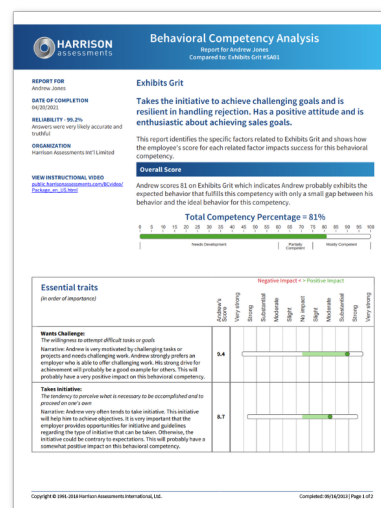 HARRISON
assessments
Behavioral Competency Analysis
Report for Andrew Jones
Compared to: Exhibits Grit #SA01
REPORT FOR
Andrew Jones
DATE OF COMPLETION
04/20/2021
RELIABILITY - 99.2%
Answers were very likely accurate and
truthful
ORGANIZATION
Harrison Assessments Int'l Limited
VIEW INSTRUCTIONAL VIDEO
public.harrisonassessments.com/BEvideo/
Package_en_US.html
Exhibits Grit
Takes the initiative to achieve challenging goals and is
resilient in handling rejection. Has a positive attitude and is
enthusiastic about achieving sales goals.
This report identifies the specific factors related to Exhibits Grit and shows how
the employee's score for each related factor impacts success for this behavioral
competency.
Overall Score
Andrew scores 81 on Exhibits Grit which indicates Andrew probably exhibits the
expected behavior that fulfills this competency with only a small gap between his
behavior and the ideal behavior for this competency.
Total Competency Percentage = 81%
0 5 10 15 20 25 30 35 40 45 50 55 60 65 70 75 80 85 90 95 100
Needs Development
Partially
Competent
Mostly Competent
Essential traits
(in order of importance)
Negative Impact < > Positive Impact
Andrew's
Score
Very strong
Strong
Substantial
Moderate
Slight
No impact
Slight
Moderate
Substantial
Strong
Very strong
Wants Challenge:
The willingness to attempt difficult tasks or goals
Narrative: Andrew is very motivated by challenging tasks or
projects and needs challenging work. Andrew strongly prefers an
employer who is able to offer challenging work. His strong drive for
achievement will probably be a good example for others. This will
probably have a very positive impact on this behavioral competency.
9.4
Takes Initiative:
The tendency to perceive what is necessary to be accomplished and to
proceed on one's own
Narrative: Andrew very often tends to take initiative. This initiative
will help him to achieve objectives. It is very important that the
employer provides opportunities for initiative and guidelines
regarding the type of initiative that can be taken. Otherwise, the
initiative could be contrary to expectations. This will probably have a
somewhat positive impact on this behavioral competency.
8.7
Copyright © 1991-2018 Harrison Assessments International, Ltd.
Completed: 09/16/2013 | Page 1 of 2